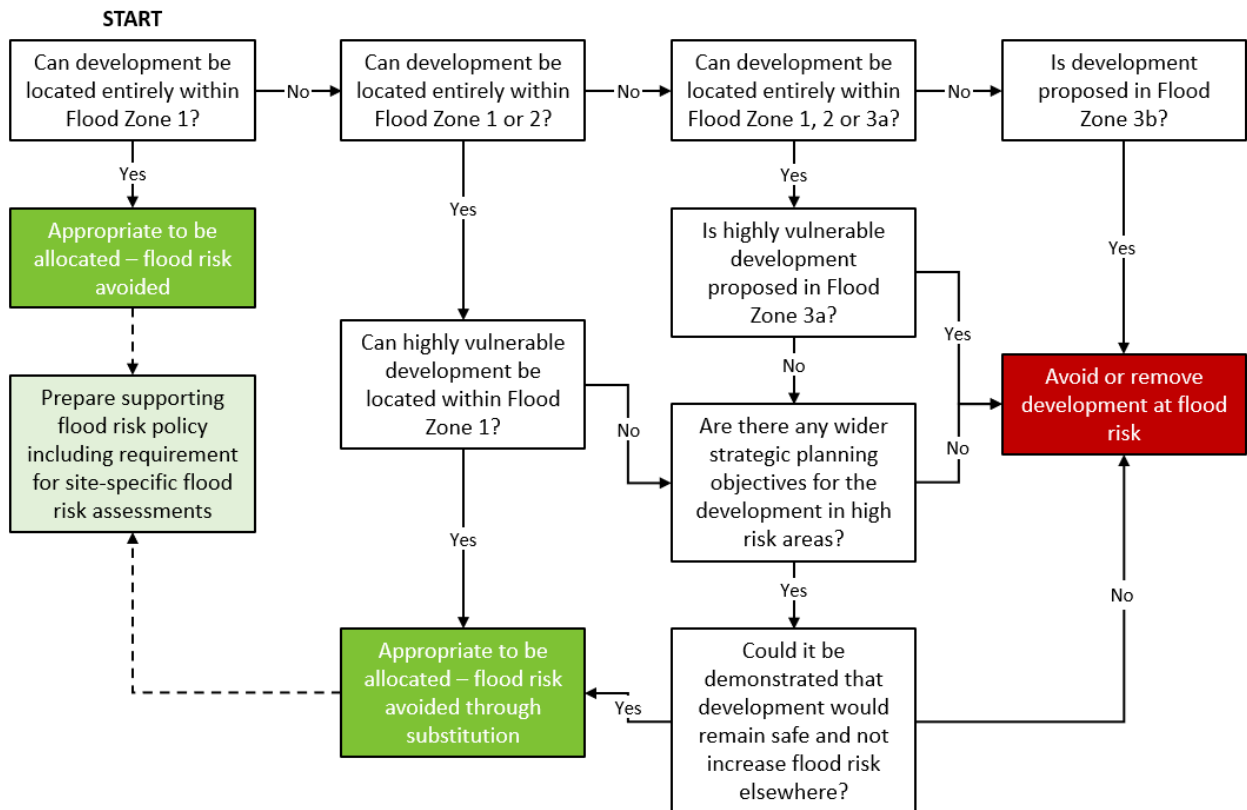 START
Can development be
located entirely within
Flood Zone 1?
No
Can development be
located entirely within
Flood Zone 1 or 2?
No
Can development be
located entirely within
Flood Zone 1, 2 or 3a?
No
Is development
proposed in Flood
Zone 3b?
Yes
Yes
Yes
Yes
Appropriate to be
allocated – flood risk
avoided
Is highly vulnerable
development
proposed in Flood
Zone 3a?
Yes
No
Can highly vulnerable
development be
located within Flood
Zone 1?
No
Yes
Prepare supporting
flood risk policy
including requirement
for site-specific flood
risk assessments
Are there any wider
strategic planning
objectives for the
development in high
risk areas?
No
Yes
Avoid or remove
development at flood
risk
Appropriate to be
allocated – flood risk
avoided through
substitution
Yes
Could it be
demonstrated that
development would
remain safe and not
increase flood risk
elsewhere?
No